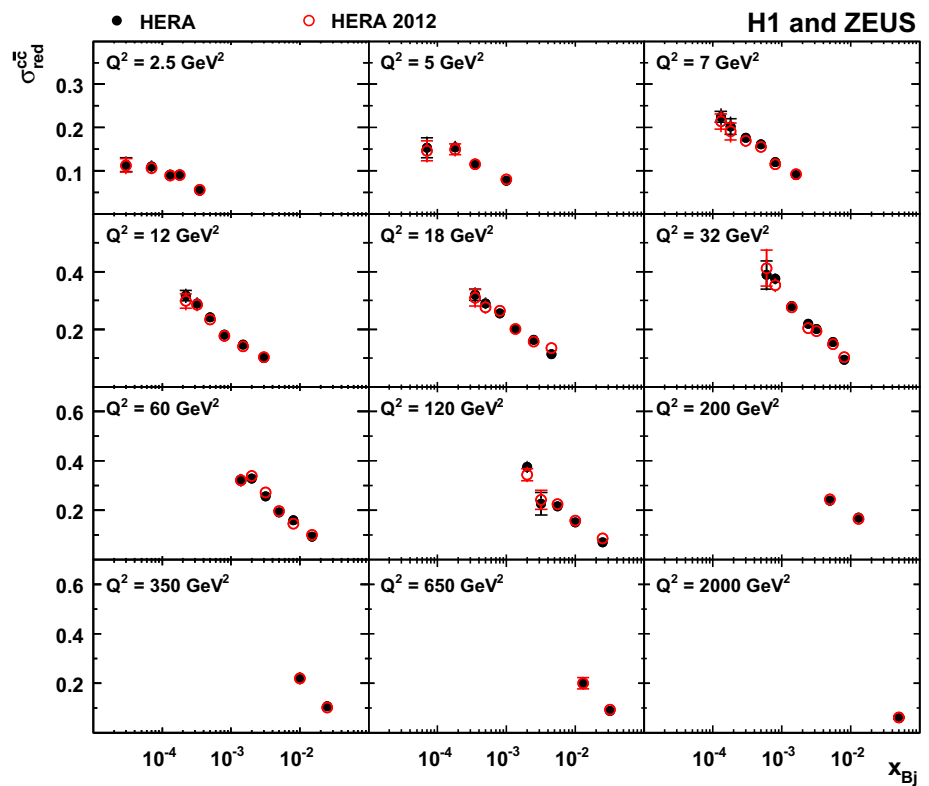 HERA HERA 2012 H1 and ZEUS
σ_red^cc̄
Q² = 2.5 GeV² Q² = 5 GeV² Q² = 7 GeV²
0.3
0.2
0.1
Q² = 12 GeV² Q² = 18 GeV² Q² = 32 GeV²
0.4
0.2
Q² = 60 GeV² Q² = 120 GeV² Q² = 200 GeV²
0.6
0.4
0.2
Q² = 350 GeV² Q² = 650 GeV² Q² = 2000 GeV²
0.6
0.4
0.2
10⁻⁴ 10⁻³ 10⁻² 10⁻⁴ 10⁻³ 10⁻² 10⁻⁴ 10⁻³ 10⁻²
x_Bj